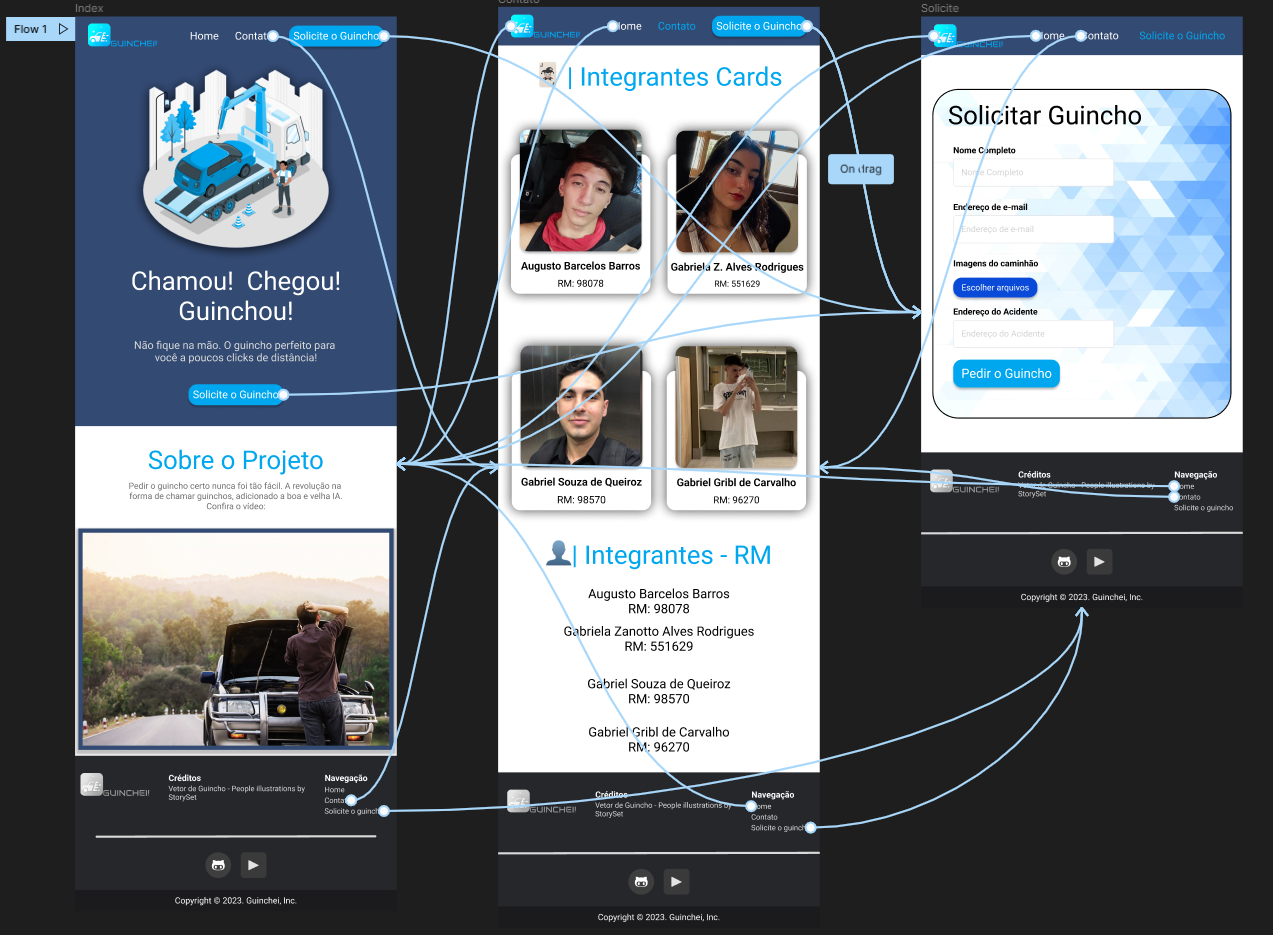 Index
Flow 1
GUINCHEI!
Home
Contato
Solicite o Guincho
Chamou! Chegou!
Guinchou!
Não fique na mão. O guincho perfeito para
você a poucos clicks de distância!
Solicite o Guincho
Sobre o Projeto
Pedir o guincho certo nunca foi tão fácil. A revolução na
forma de chamar guinchos, adicionado a boa e velha IA.
Confira o vídeo:
GUINCHEI!
Créditos
Vetor de Guincho - People illustrations by
StorySet
Navegação
Home
Contato
Solicite o guincho
Copyright © 2023. Guinchei, Inc.
Contato
GUINCHEI!
Home
Contato
Solicite o Guincho
| Integrantes Cards
Augusto Barcelos Barros
RM: 98078
Gabriela Z. Alves Rodrigues
RM: 551629
Gabriel Souza de Queiroz
RM: 98570
Gabriel Gribl de Carvalho
RM: 96270
| Integrantes - RM
Augusto Barcelos Barros
RM: 98078
Gabriela Zanotto Alves Rodrigues
RM: 551629
Gabriel Souza de Queiroz
RM: 98570
Gabriel Gribl de Carvalho
RM: 96270
GUINCHEI!
Créditos
Vetor de Guincho - People illustrations by
StorySet
Navegação
Home
Contato
Solicite o guincho
Copyright © 2023. Guinchei, Inc.
On drag
Solicite
GUINCHEI!
Home
Contato
Solicite o Guincho
Solicitar Guincho
Nome Completo
Nome Completo
Endereço de e-mail
Endereço de e-mail
Imagens do caminhão
Escolher arquivos
Endereço do Acidente
Endereço do Acidente
Pedir o Guincho
GUINCHEI!
Créditos
Vetor de Guincho - People illustrations by
StorySet
Navegação
Home
Contato
Solicite o guincho
Copyright © 2023. Guinchei, Inc.